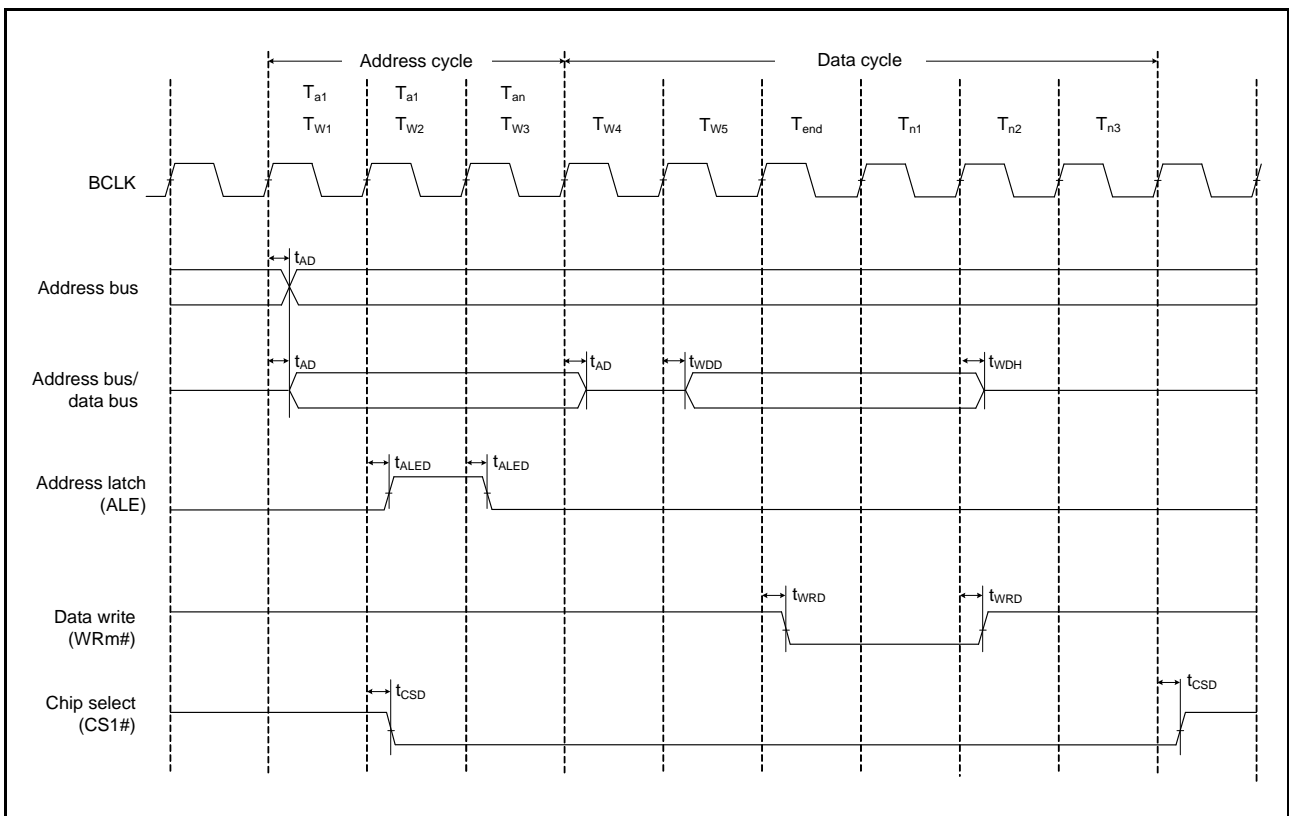 Address cycle Data cycle
Ta1 Ta1 Tan
TW1 TW2 TW3 TW4 TW5 Tend Tn1 Tn2 Tn3
BCLK
tAD
Address bus
tAD tAD tWDD tWDH
Address bus/
data bus
tALED tALED
Address latch
(ALE)
tWRD tWRD
Data write
(WRm#)
tCSD tCSD
Chip select
(CS1#)